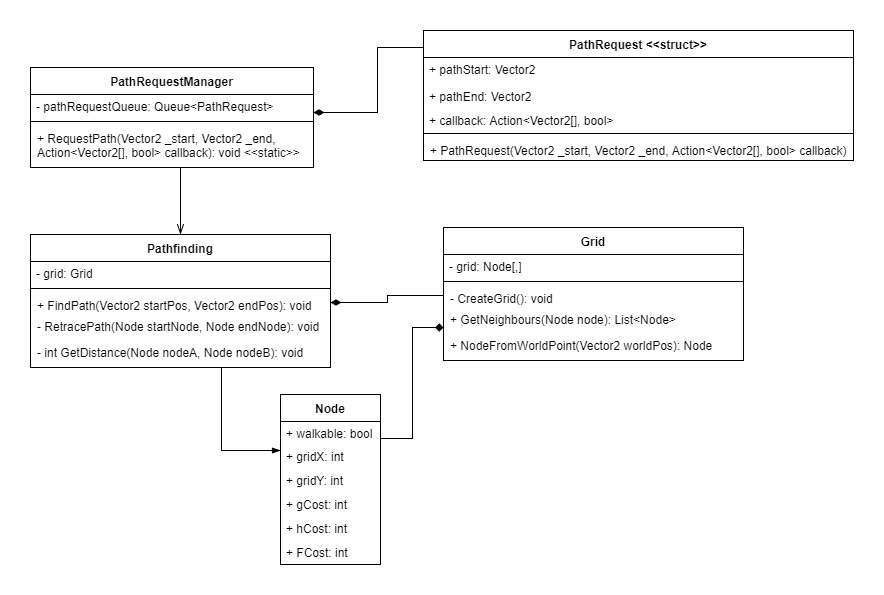 PathRequest <<struct>>
+ pathStart: Vector2
+ pathEnd: Vector2
+ callback: Action<Vector2[], bool>
+ PathRequest(Vector2 _start, Vector2 _end, Action<Vector2[], bool> callback)
PathRequestManager
- pathRequestQueue: Queue<PathRequest>
+ RequestPath(Vector2 _start, Vector2 _end,
Action<Vector2[], bool> callback): void <<static>>
Pathfinding
- grid: Grid
+ FindPath(Vector2 startPos, Vector2 endPos): void
- RetracePath(Node startNode, Node endNode): void
- int GetDistance(Node nodeA, Node nodeB): void
Grid
- grid: Node[,]
- CreateGrid(): void
+ GetNeighbours(Node node): List<Node>
+ NodeFromWorldPoint(Vector2 worldPos): Node
Node
+ walkable: bool
+ gridX: int
+ gridY: int
+ gCost: int
+ hCost: int
+ FCost: int